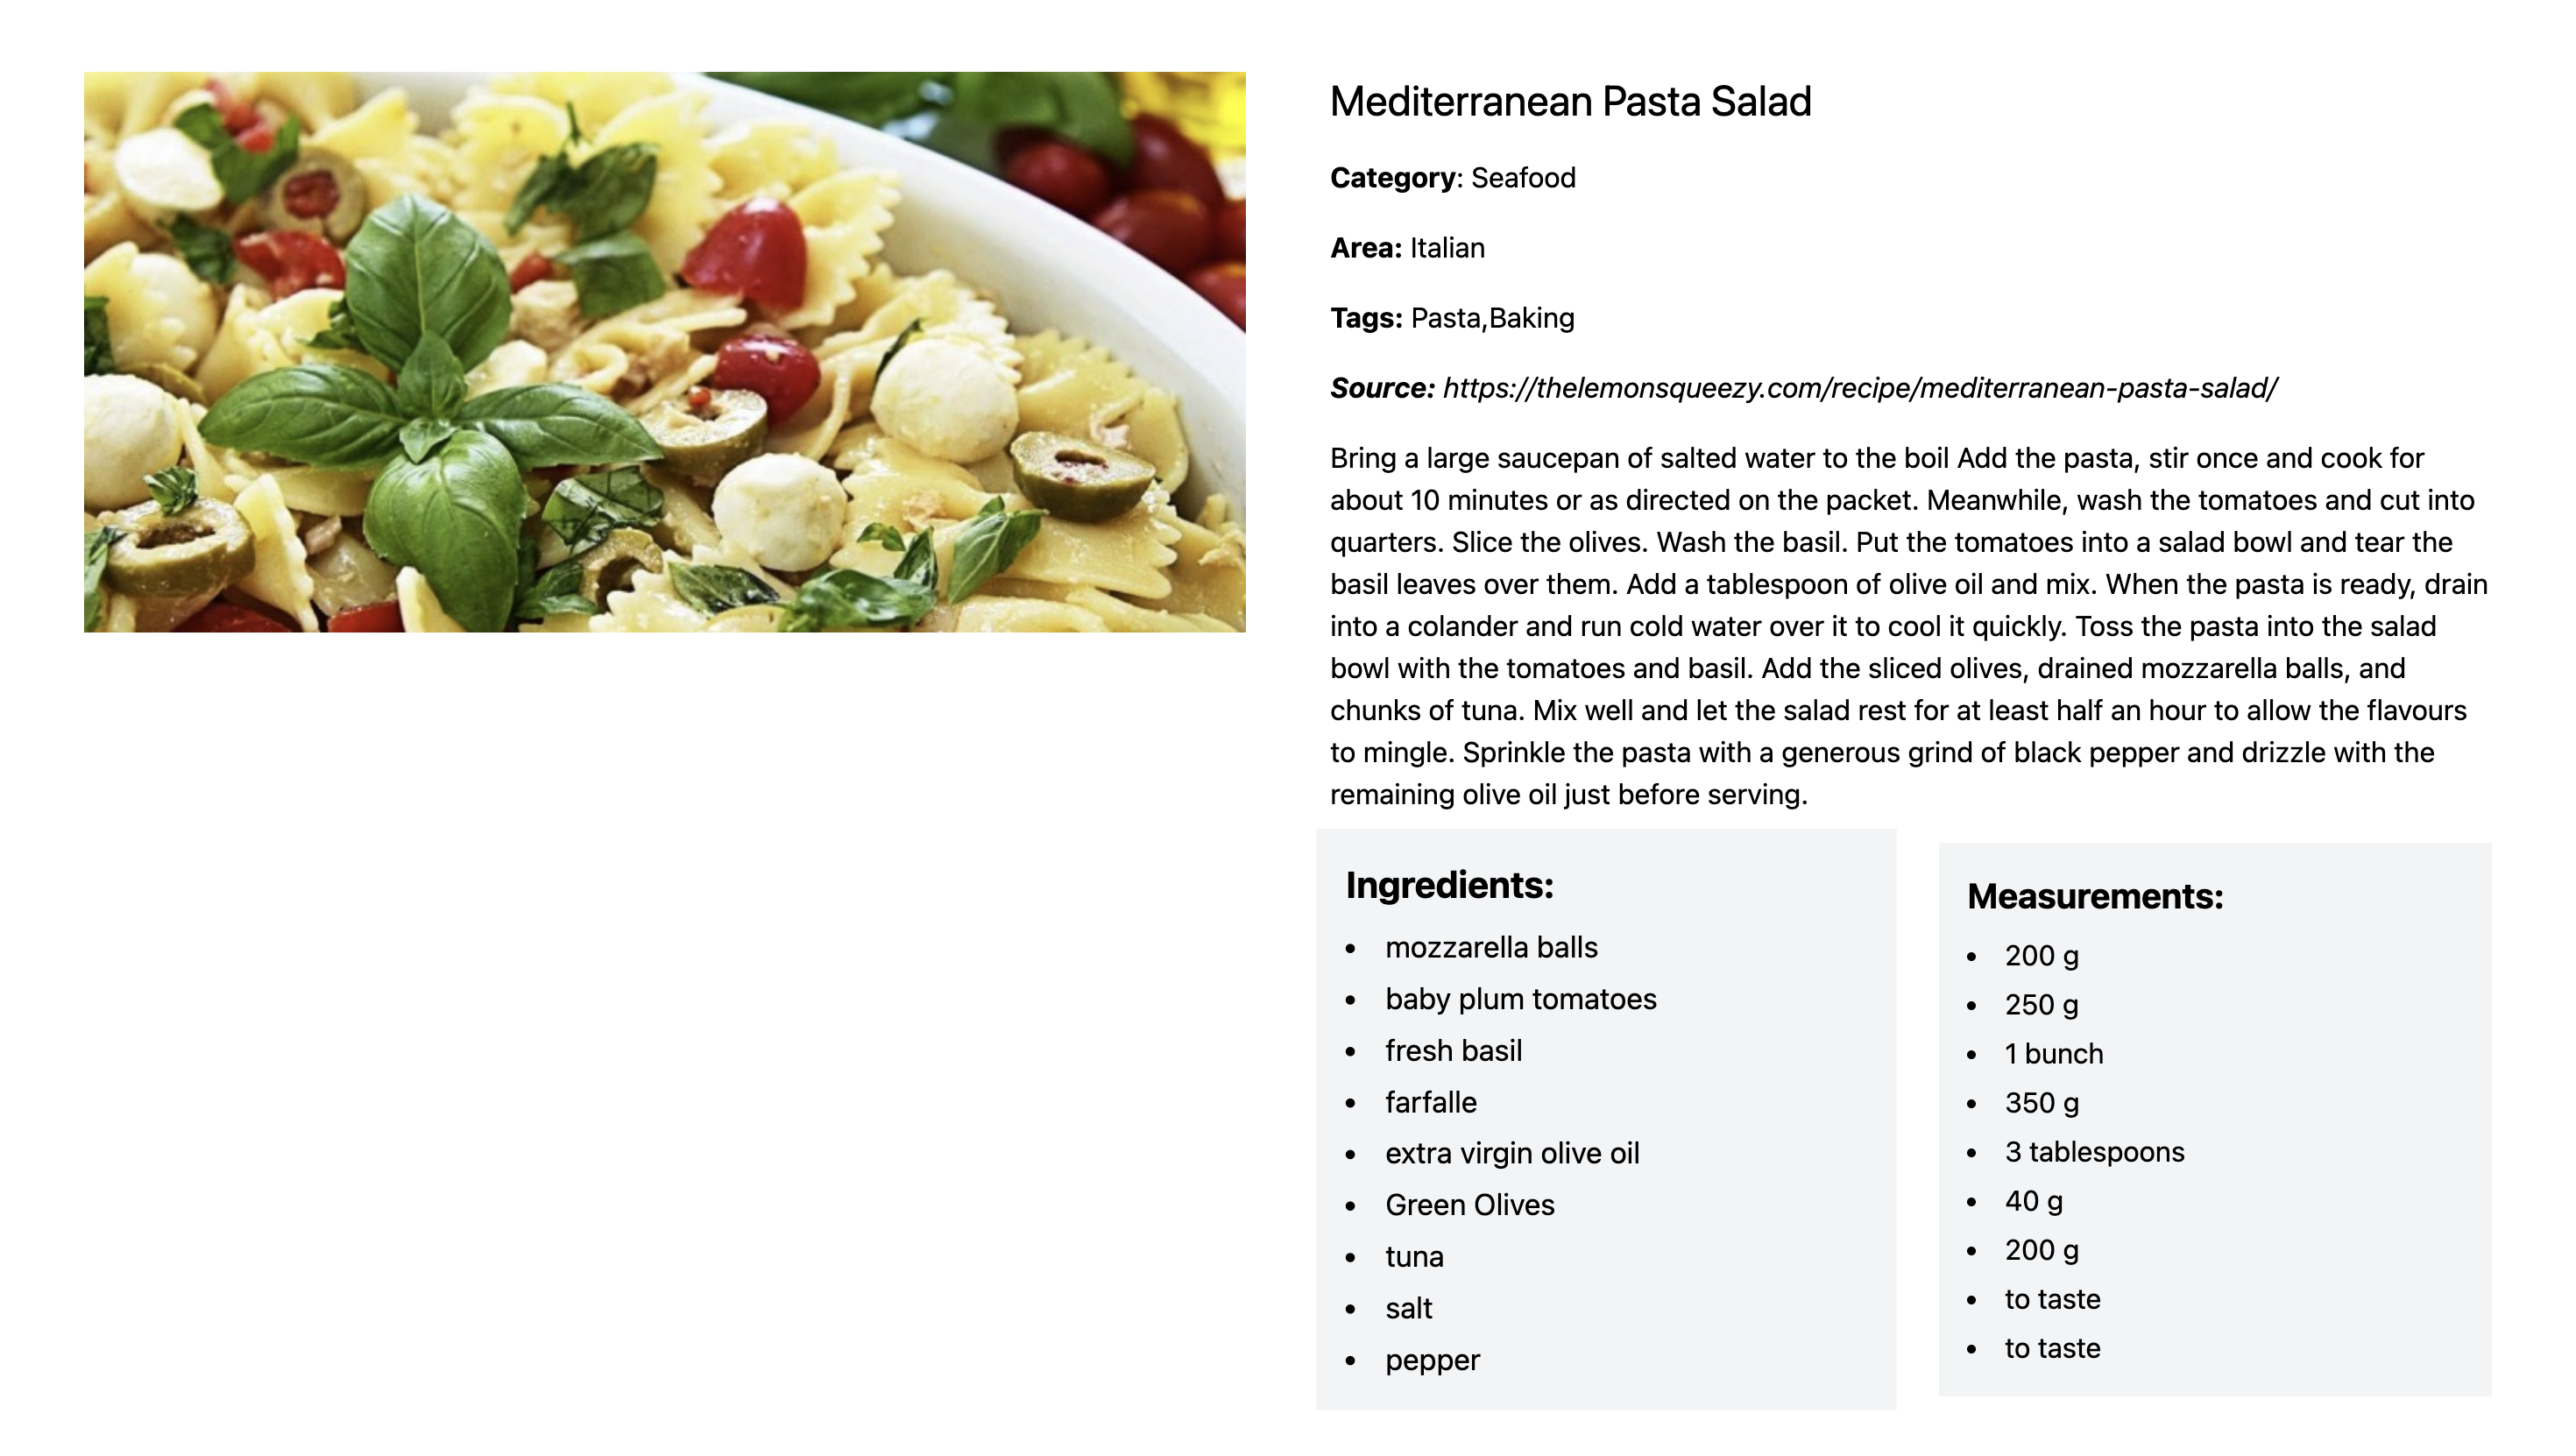 Mediterranean Pasta Salad
Category: Seafood
Area: Italian
Tags: Pasta,Baking
Source: https://thelemonsqueezy.com/recipe/mediterranean-pasta-salad/
Bring a large saucepan of salted water to the boil Add the pasta, stir once and cook for
about 10 minutes or as directed on the packet. Meanwhile, wash the tomatoes and cut into
quarters. Slice the olives. Wash the basil. Put the tomatoes into a salad bowl and tear the
basil leaves over them. Add a tablespoon of olive oil and mix. When the pasta is ready, drain
into a colander and run cold water over it to cool it quickly. Toss the pasta into the salad
bowl with the tomatoes and basil. Add the sliced olives, drained mozzarella balls, and
chunks of tuna. Mix well and let the salad rest for at least half an hour to allow the flavours
to mingle. Sprinkle the pasta with a generous grind of black pepper and drizzle with the
remaining olive oil just before serving.
Ingredients:
• mozzarella balls
• baby plum tomatoes
• fresh basil
• farfalle
• extra virgin olive oil
• Green Olives
• tuna
• salt
• pepper
Measurements:
• 200 g
• 250 g
• 1 bunch
• 350 g
• 3 tablespoons
• 40 g
• 200 g
• to taste
• to taste